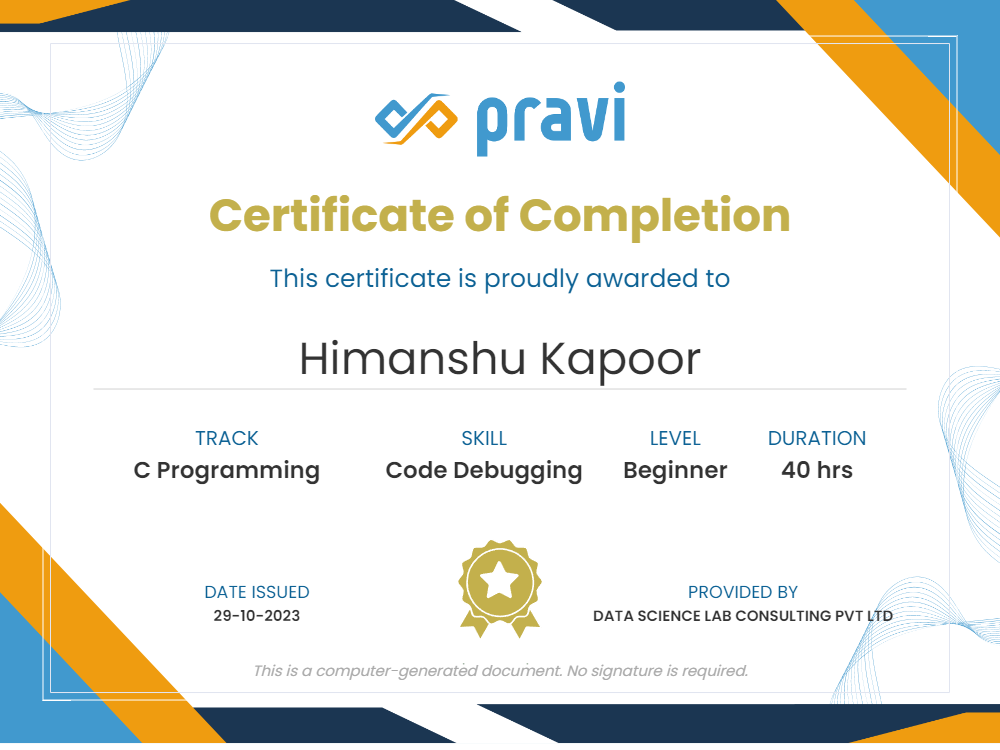 pravi
Certificate of Completion
This certificate is proudly awarded to
Himanshu Kapoor
TRACK SKILL LEVEL DURATION
C Programming Code Debugging Beginner 40 hrs
DATE ISSUED PROVIDED BY
29-10-2023 DATA SCIENCE LAB CONSULTING PVT LTD
This is a computer-generated document. No signature is required.